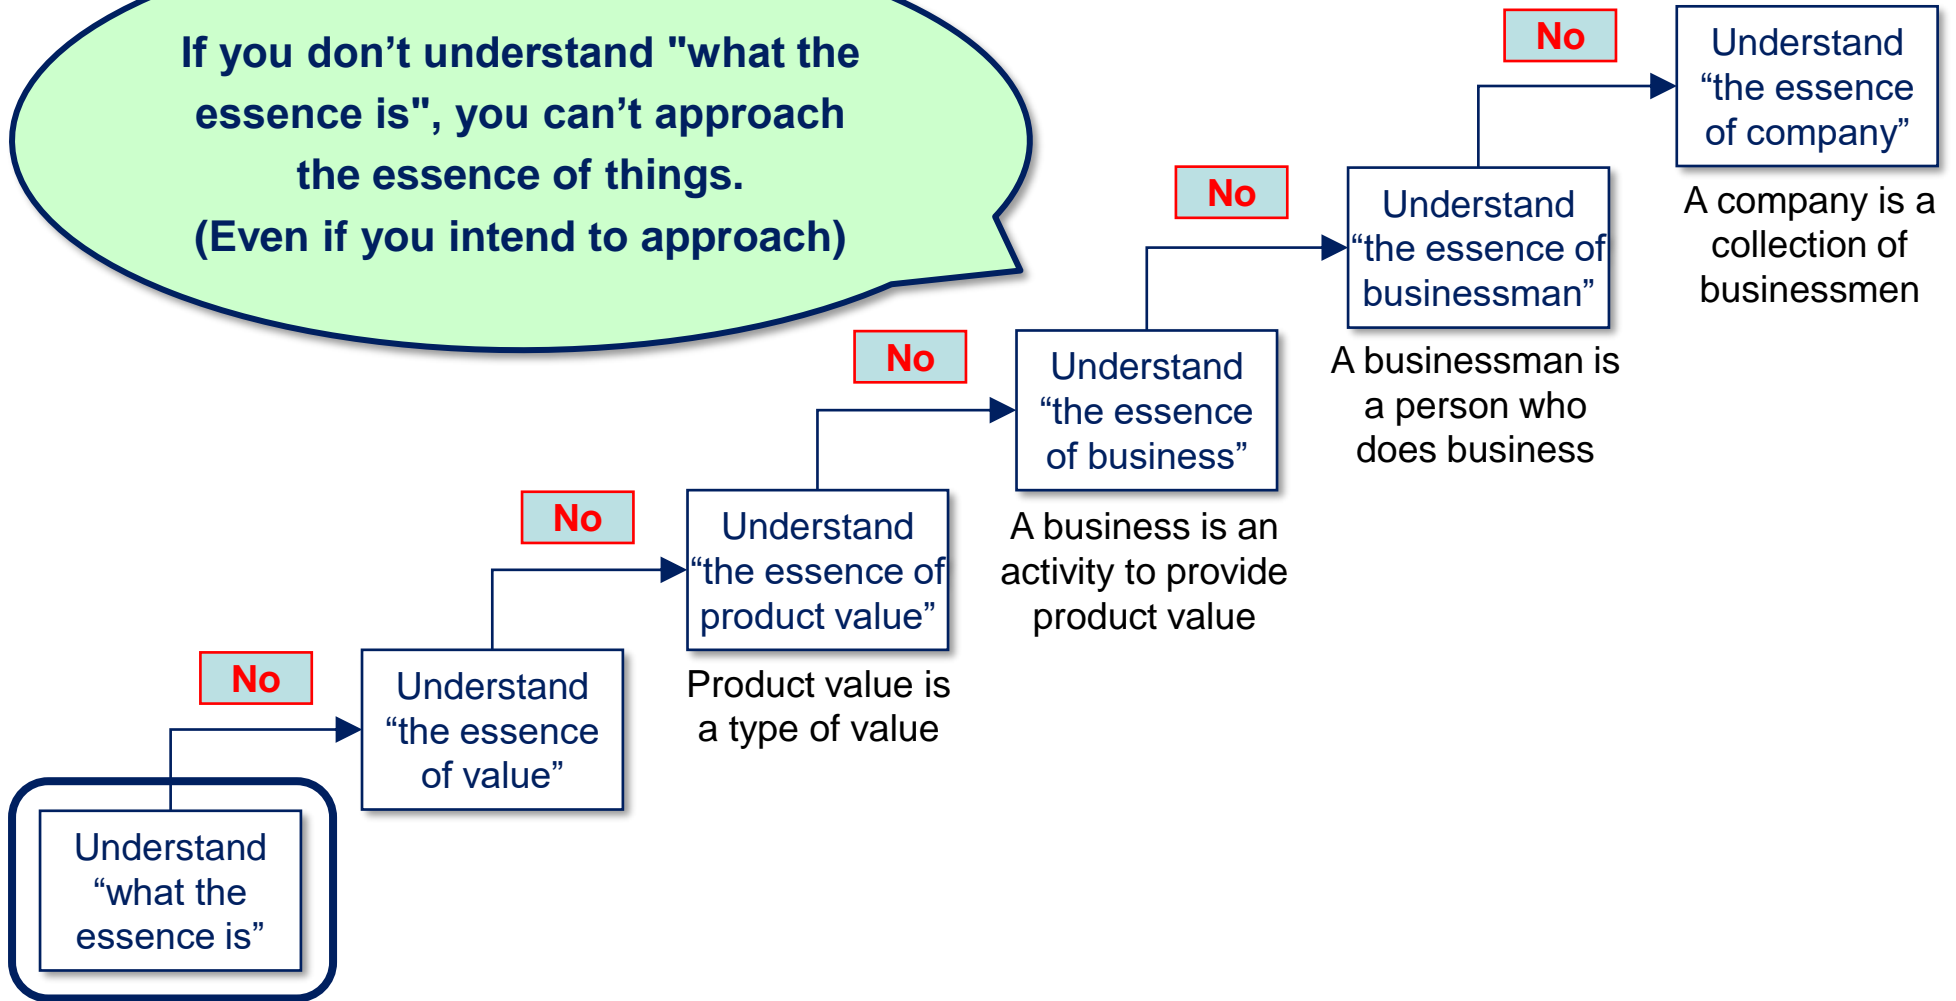 If you don’t understand "what the
essence is", you can’t approach
the essence of things.
(Even if you intend to approach)
No
Understand
“the essence
of company”
A company is a
collection of
businessmen
No
Understand
“the essence of
businessman”
A businessman is
a person who
does business
No
Understand
“the essence
of business”
A business is an
activity to provide
product value
No
Understand
“the essence of
product value”
Product value is
a type of value
No
Understand
“the essence
of value”
Understand
“what the
essence is”